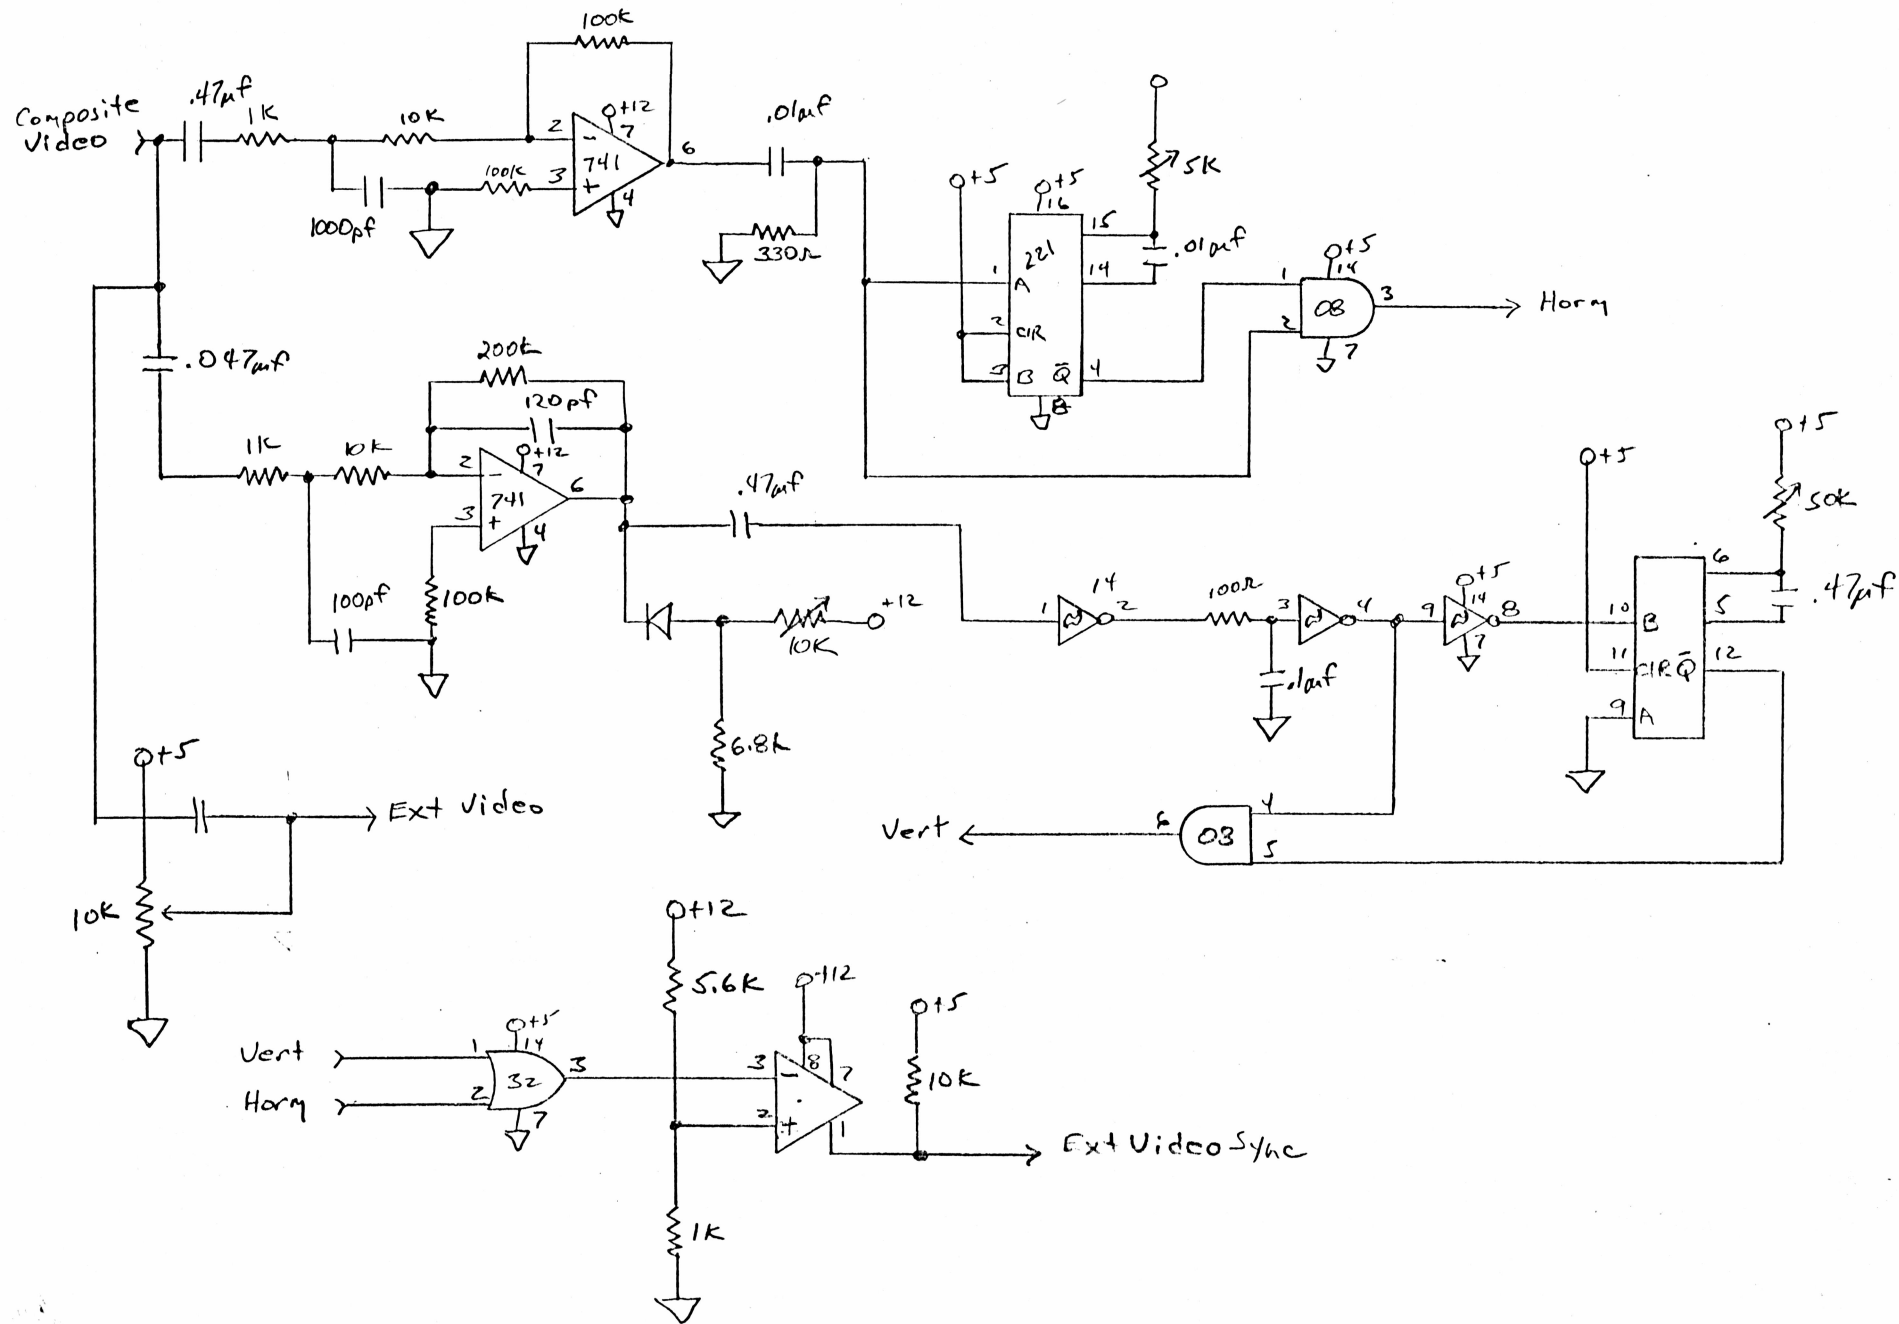 100K
Composite
Video
.47µf
1K
10K
2
-
+12
7
741
6
100K
3
+
4
1000pf
.01µf
330Ω
5K
+5
+5
16
15
221
.01µf
1
A
14
2
ClR
3
B
Q̅
4
8
+5
14
1
08
3
Horz
2
7
.047µf
200K
120pf
1K
10K
2
-
+12
7
741
6
3
+
4
100pf
100K
.47µf
+12
10K
6.8K
14
1
2
100Ω
3
4
.1µf
9
+5
14
8
7
+5
+5
50K
6
.47µf
10
B
5
11
ClR
Q̅
12
9
A
4
Vert
6
03
5
+5
Ext Video
10K
+12
5.6K
+12
+5
Vert
1
+5
14
32
3
Horz
2
7
3
-
8
7
10K
2
+
1
Ext Video Sync
1K